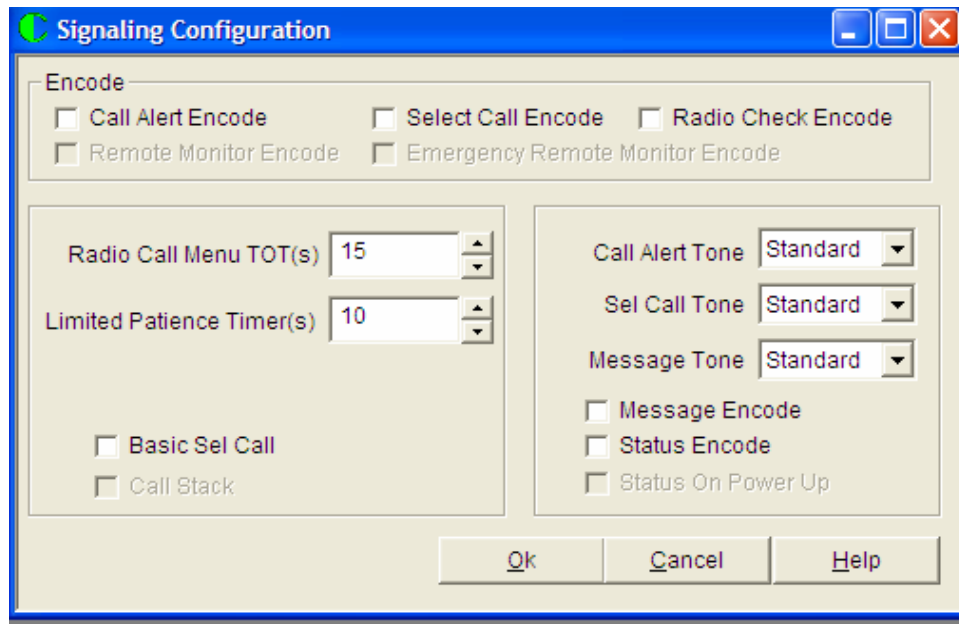 Signaling Configuration
Encode
Call Alert Encode
Select Call Encode
Radio Check Encode
Remote Monitor Encode
Emergency Remote Monitor Encode
Radio Call Menu TOT(s)
15
Limited Patience Timer(s)
10
Basic Sel Call
Call Stack
Call Alert Tone
Standard
Sel Call Tone
Standard
Message Tone
Standard
Message Encode
Status Encode
Status On Power Up
Ok
Cancel
Help